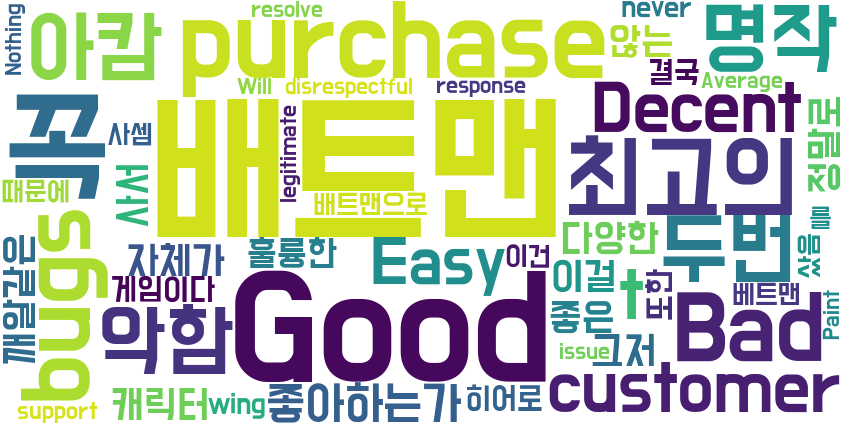 Nothing
resolve
never
아캄
purchase
않는
명작
Will
disrespectful
response
결국
Average
꼭
사셈
legitimate
배트맨
Decent
정말로
최고의
때문에
사서
배트맨으로
를
bugs
깨알같은
자체가
훌륭한
Easy
이건
다양한
두번
샀음
게임이다
Good
이걸
†
또한
베트맨
악함
좋은
Bad
Paint
issue
그저
support
캐릭터
wing
좋아하는가
히어로
customer